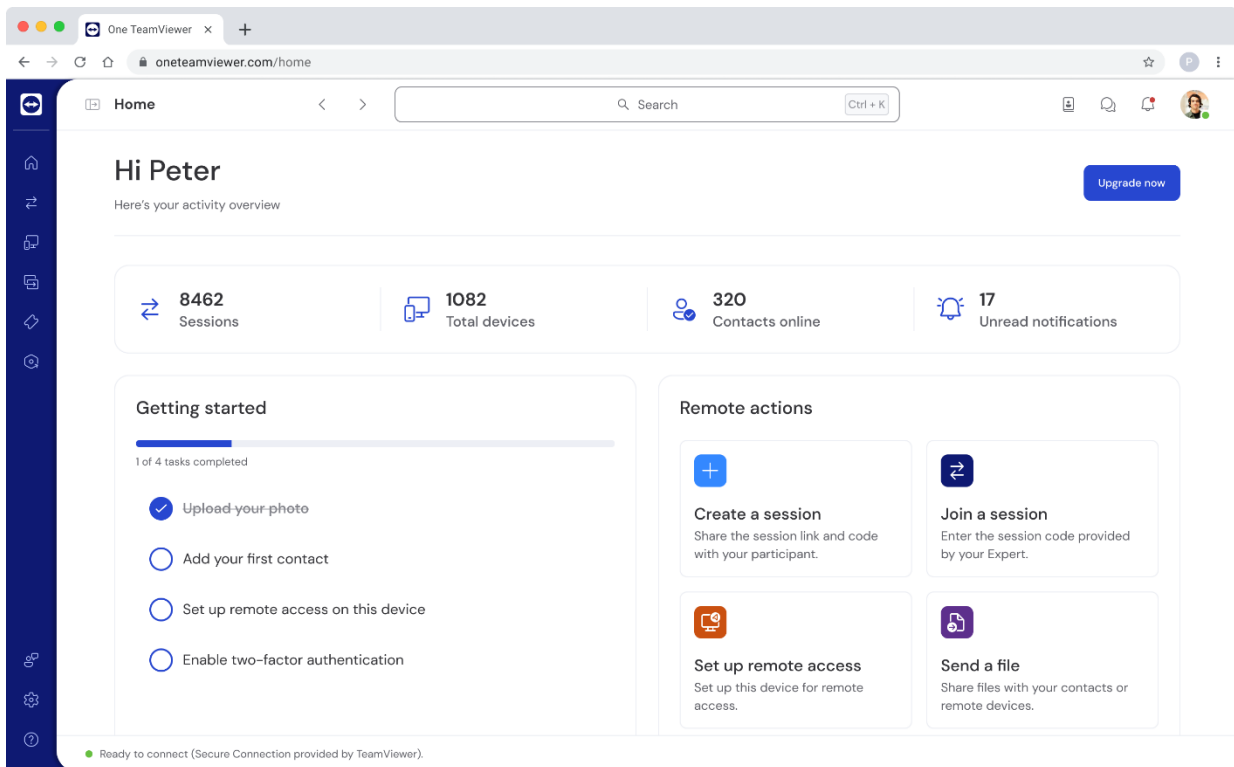 One TeamViewer
oneteamviewer.com/home
P
Home
Search
Ctrl + K
Hi Peter
Here's your activity overview
Upgrade now
8462
Sessions
1082
Total devices
320
Contacts online
17
Unread notifications
Getting started
1 of 4 tasks completed
Upload your photo
Add your first contact
Set up remote access on this device
Enable two-factor authentication
Remote actions
Create a session
Share the session link and code
with your participant.
Join a session
Enter the session code provided
by your Expert.
Set up remote access
Set up this device for remote
access.
Send a file
Share files with your contacts or
remote devices.
Ready to connect (Secure Connection provided by TeamViewer).